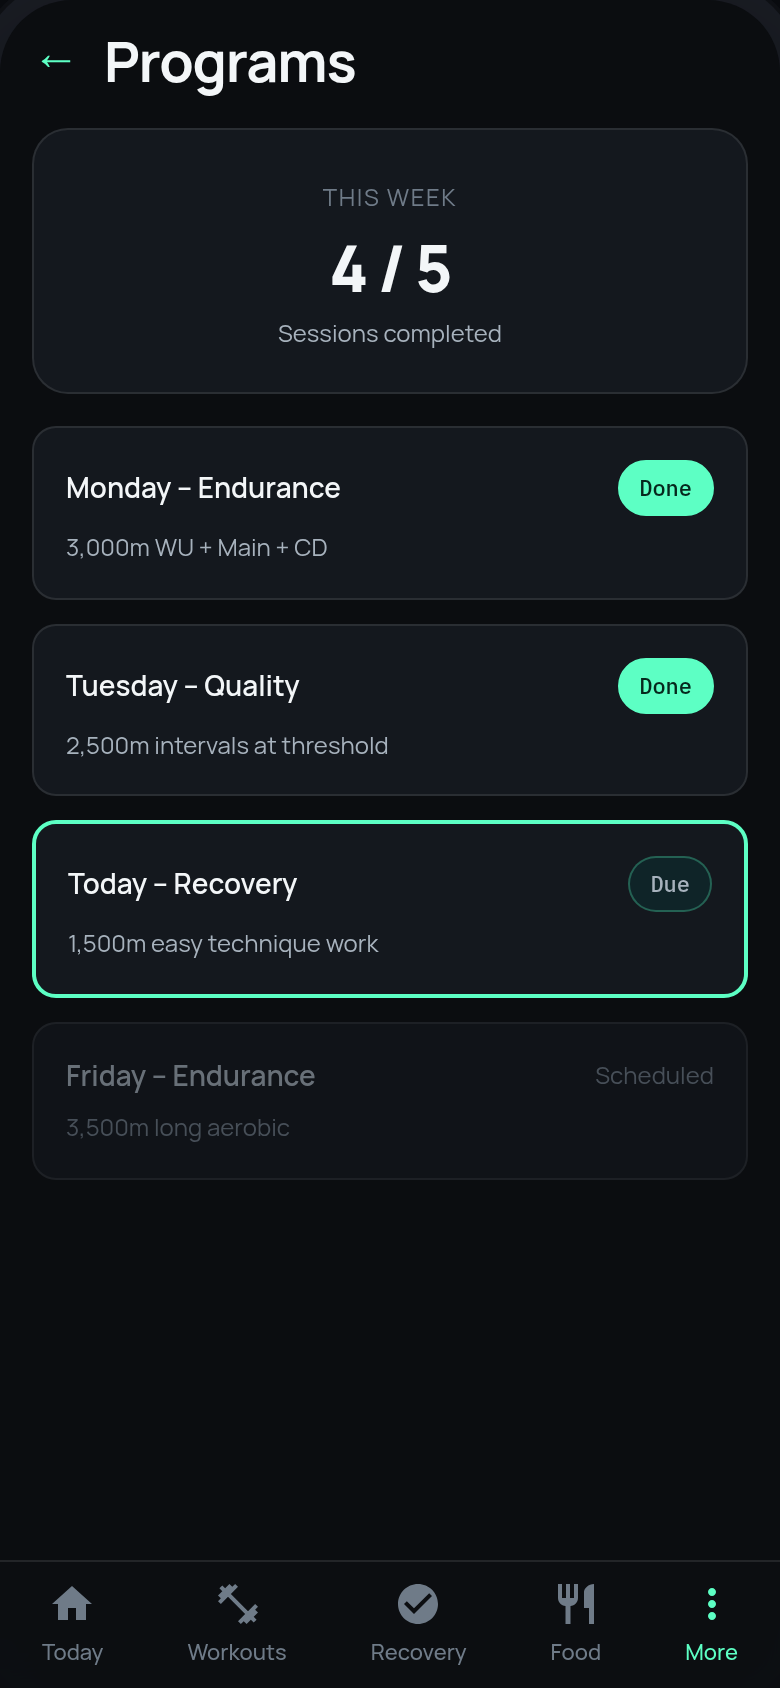 ← Programs
THIS WEEK
4 / 5
Sessions completed
Monday – Endurance Done
3,000m WU + Main + CD
Tuesday – Quality Done
2,500m intervals at threshold
Today – Recovery Due
1,500m easy technique work
Friday – Endurance Scheduled
3,500m long aerobic
Today Workouts Recovery Food More